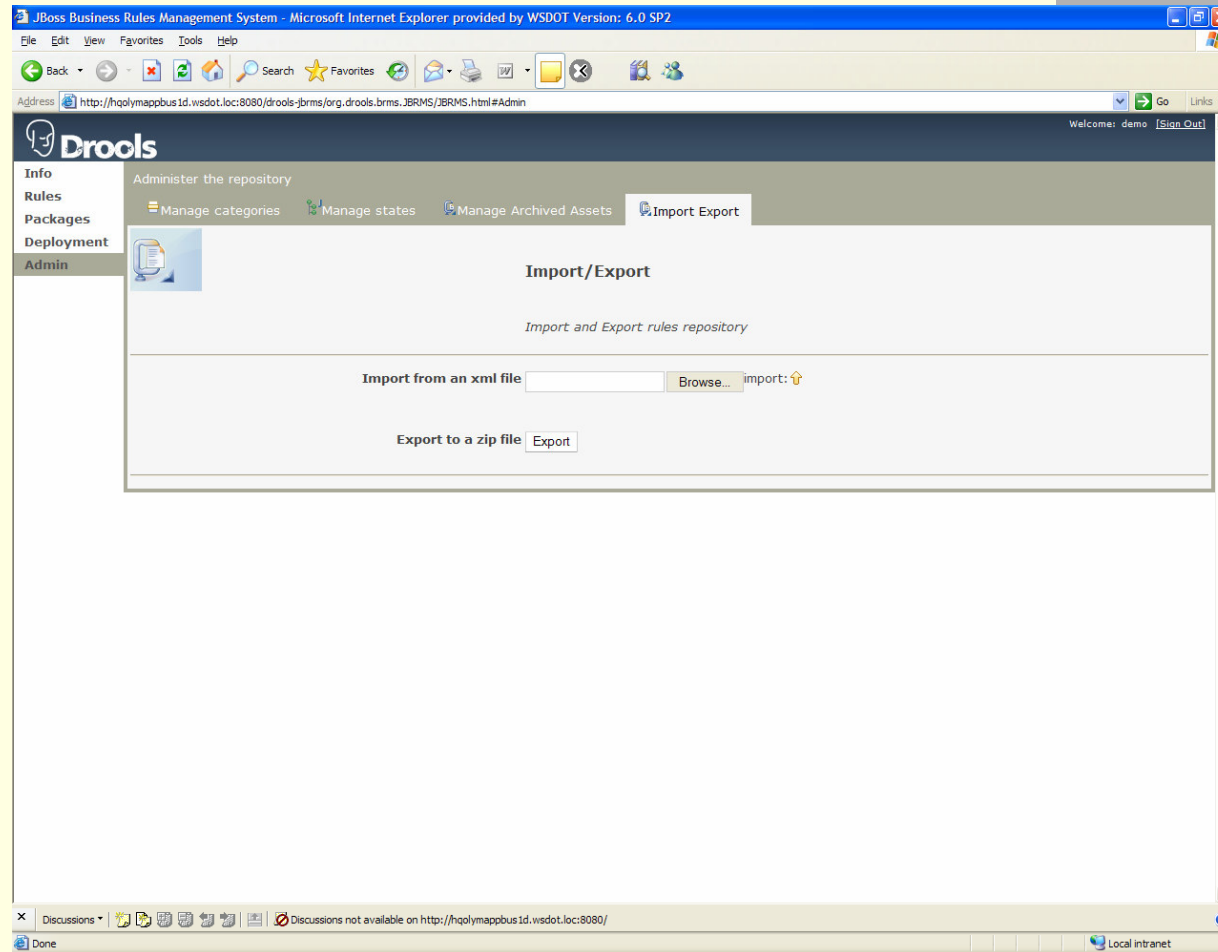 JBoss Business Rules Management System - Microsoft Internet Explorer provided by WSDOT Version: 6.0 SP2
File Edit View Favorites Tools Help
Back Search Favorites
Address http://hqolymappbus1d.wsdot.loc:8080/drools-jbrms/org.drools.brms.JBRMS/JBRMS.html#Admin Go Links
Welcome: demo [Sign Out]
Drools
Info
Rules
Packages
Deployment
Admin
Administer the repository
Manage categories Manage states Manage Archived Assets Import Export
Import/Export
Import and Export rules repository
Import from an xml file Browse... import:
Export to a zip file Export
Discussions Discussions not available on http://hqolymappbus1d.wsdot.loc:8080/
Done Local intranet